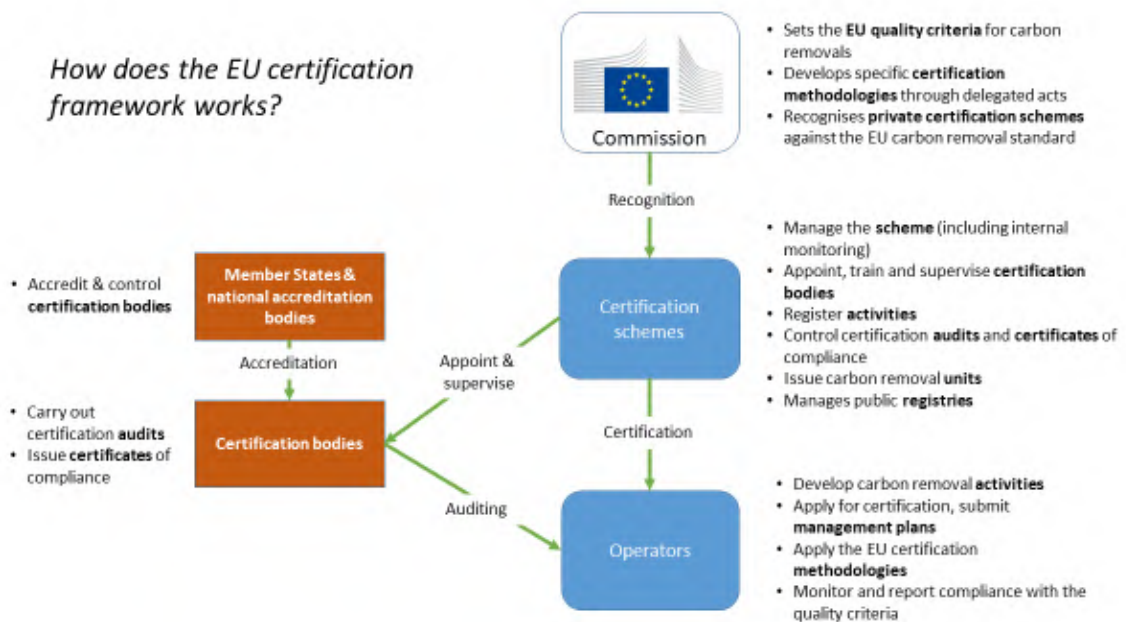 How does the EU certification
framework works?
Commission
• Sets the EU quality criteria for carbon
removals
• Develops specific certification
methodologies through delegated acts
• Recognises private certification schemes
against the EU carbon removal standard
Recognition
• Accredit & control
certification bodies
Member States &
national accreditation
bodies
Accreditation
• Carry out
certification audits
• Issue certificates of
compliance
Certification bodies
Appoint &
supervise
Certification
schemes
• Manage the scheme (including internal
monitoring)
• Appoint, train and supervise certification
bodies
• Register activities
• Control certification audits and certificates of
compliance
• Issue carbon removal units
• Manages public registries
Certification
Auditing
Operators
• Develop carbon removal activities
• Apply for certification, submit
management plans
• Apply the EU certification
methodologies
• Monitor and report compliance with the
quality criteria